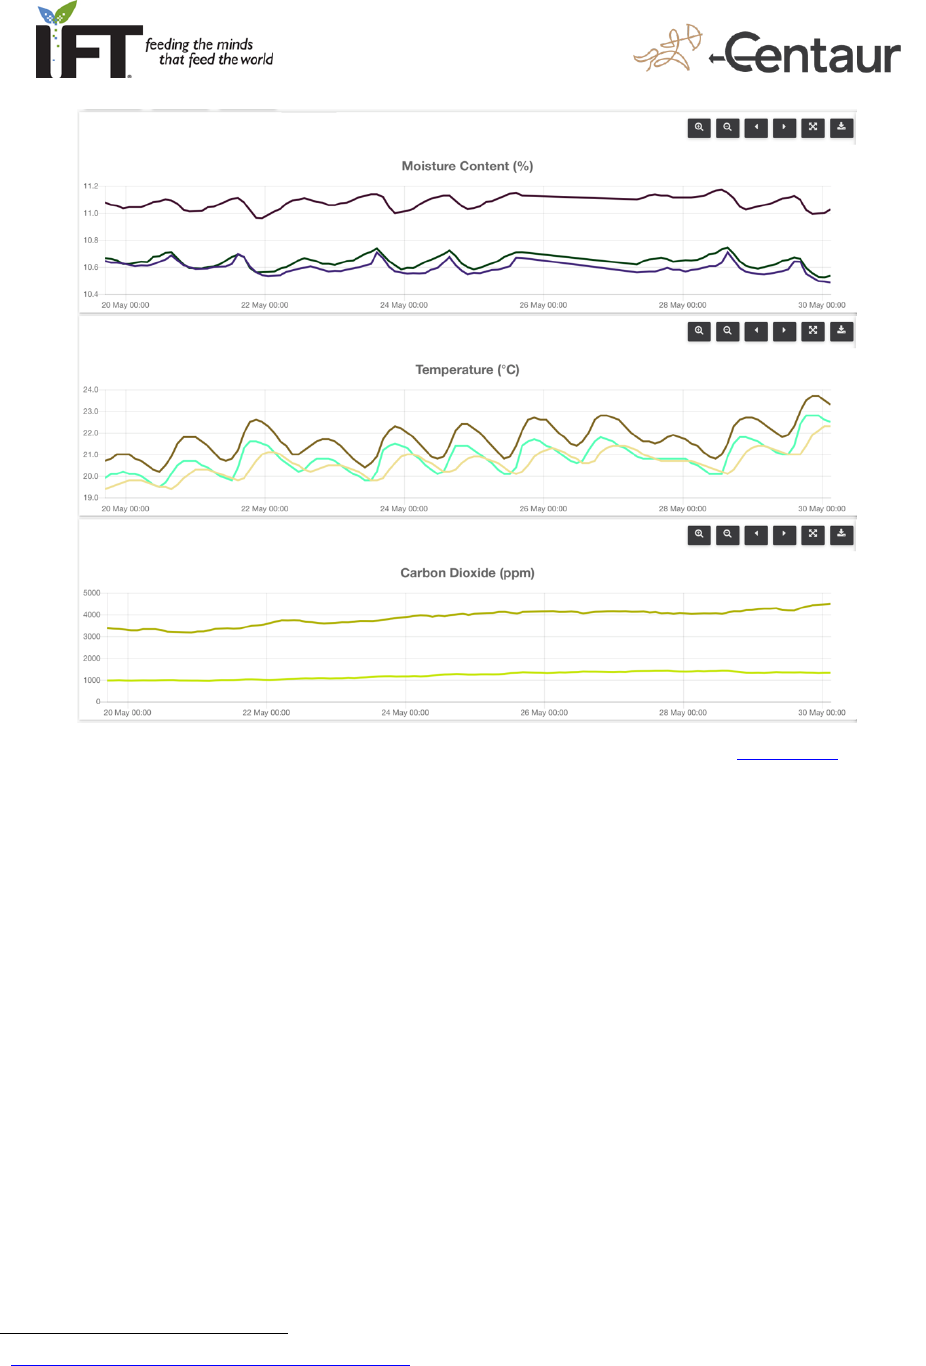 IFT
feeding the minds
that feed the world
Centaur
Moisture Content (%)
11.2
11.0
10.8
10.6
10.4
20 May 00:00 22 May 00:00 24 May 00:00 26 May 00:00 28 May 00:00 30 May 00:00
Temperature (°C)
24.0
23.0
22.0
21.0
20.0
19.0
20 May 00:00 22 May 00:00 24 May 00:00 26 May 00:00 28 May 00:00 30 May 00:00
Carbon Dioxide (ppm)
5000
4000
3000
2000
1000
0
20 May 00:00 22 May 00:00 24 May 00:00 26 May 00:00 28 May 00:00 30 May 00:00